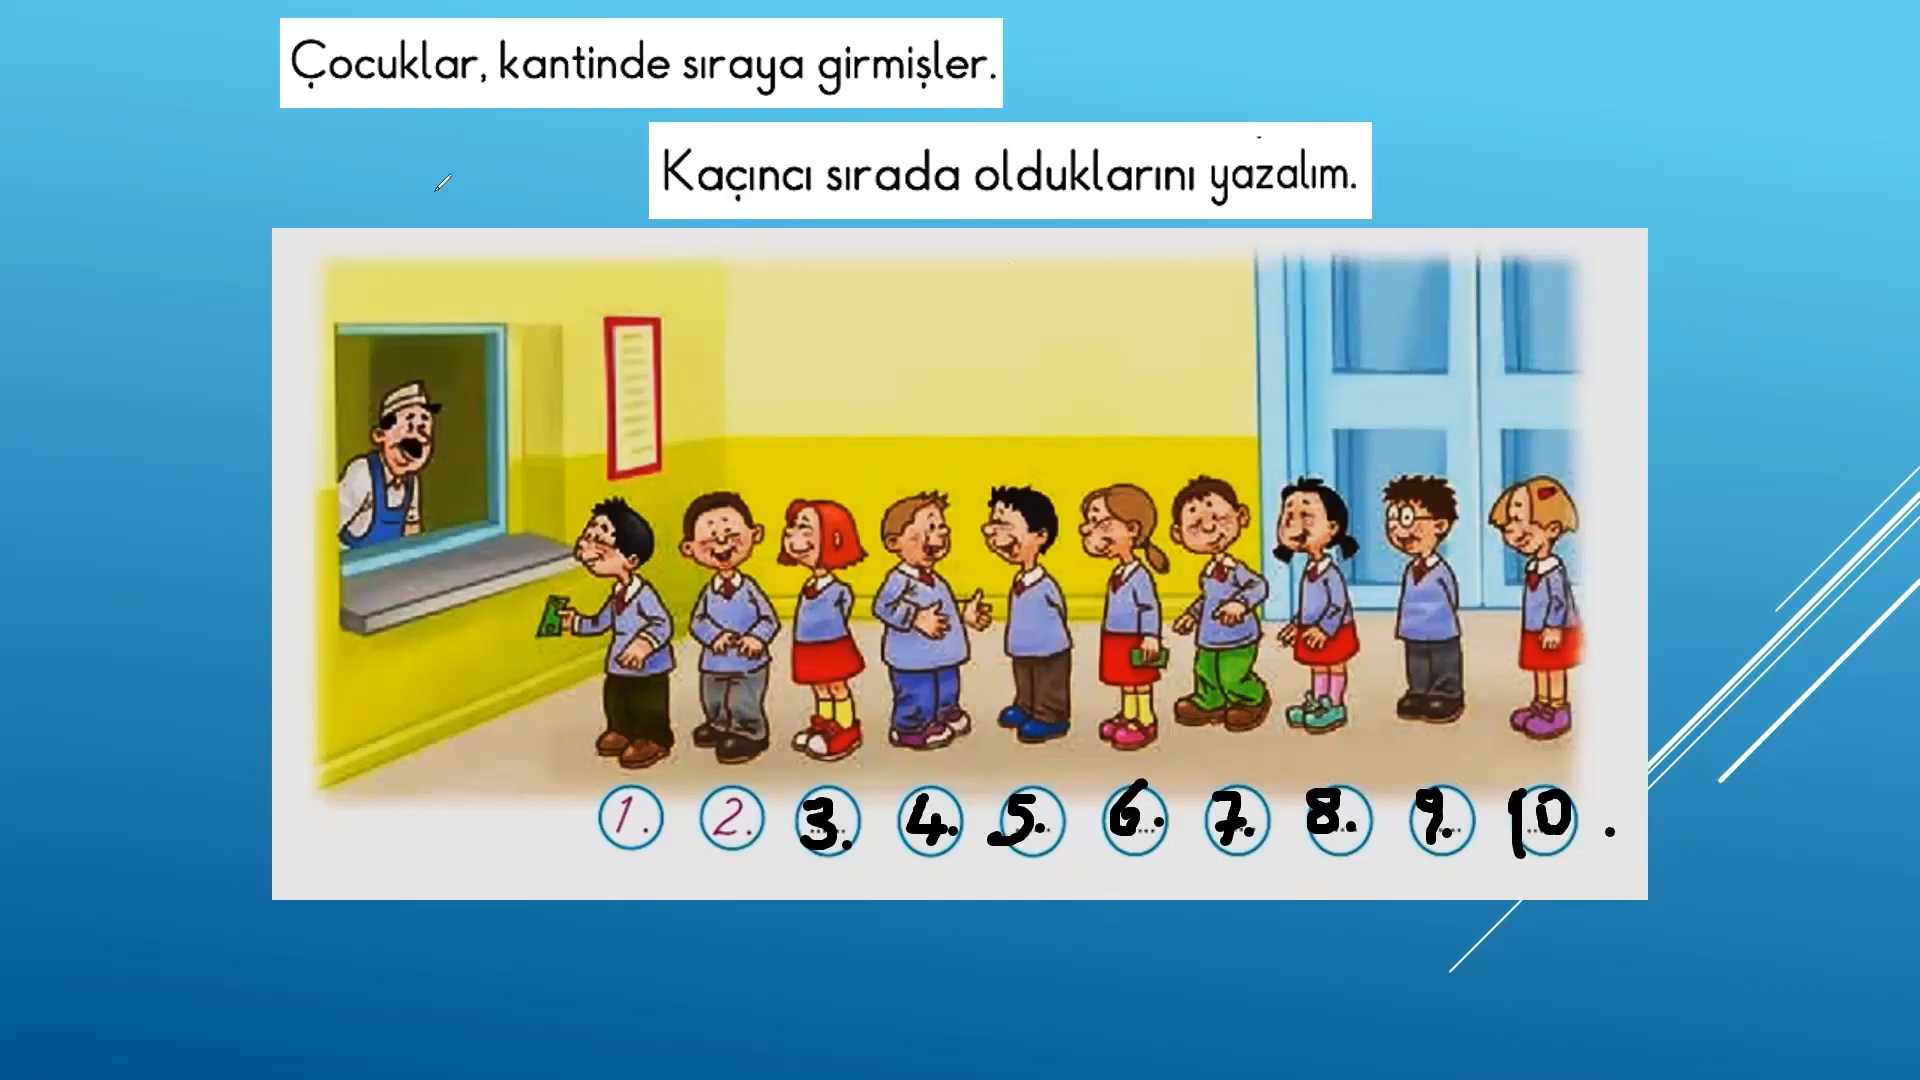 Çocuklar, kantinde sıraya girmişler.
Kaçıncı sırada olduklarını yazalım.
1. 2. 3. 4. 5. 6. 7. 8. 9. 10.